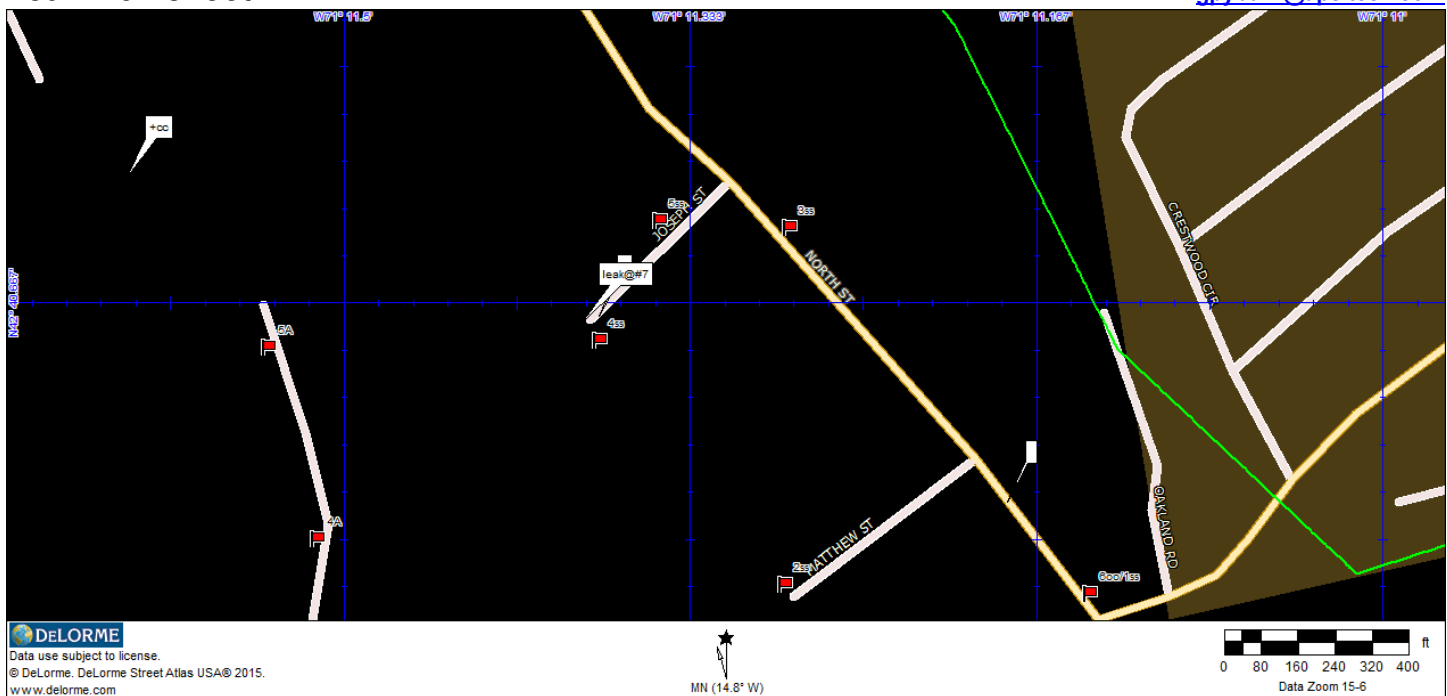 W71° 11.5'
W71° 11.333'
W71° 11.167'
W71° 11'
+oo
5ss
JOSEPH ST
3ss
leak@#7
NORTH ST
CRESTWOOD CIR
N42° 40.667'
5A
4ss
4A
MATTHEW ST
2ss
OAKLAND RD
6oo/1ss
DELORME
Data use subject to license.
© DeLorme. DeLorme Street Atlas USA® 2015.
www.delorme.com
MN (14.8° W)
0 80 160 240 320 400
ft
Data Zoom 15-6